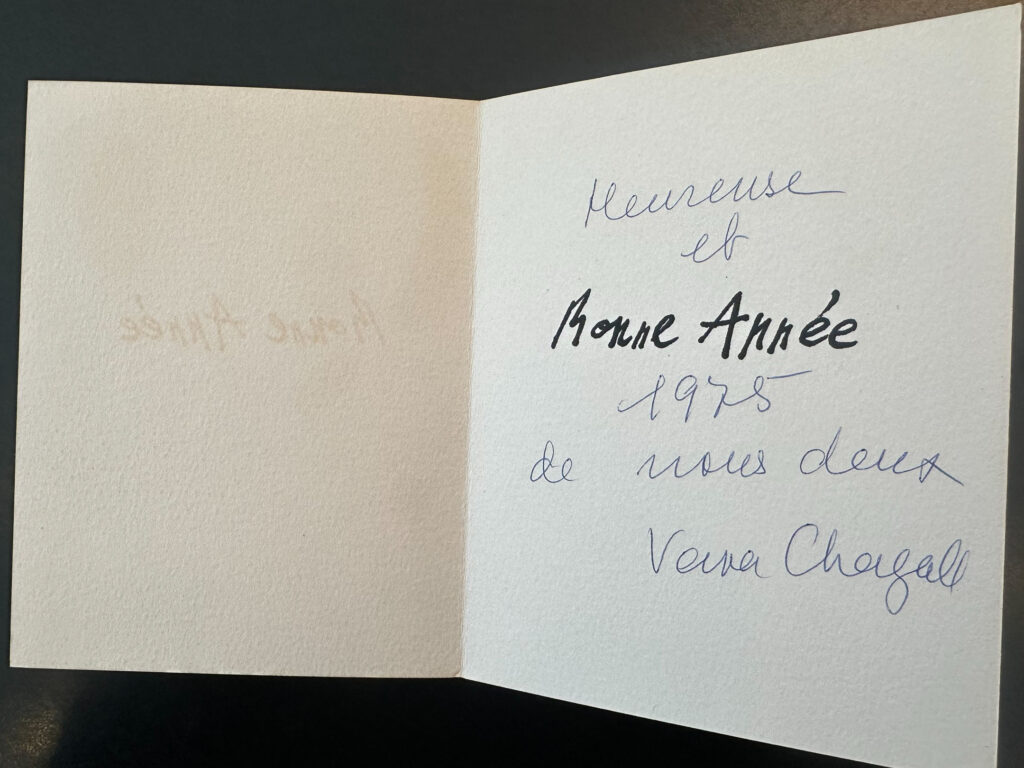 Heureuse
et
Bonne Année
1975
de nous deux
Vava Chagall